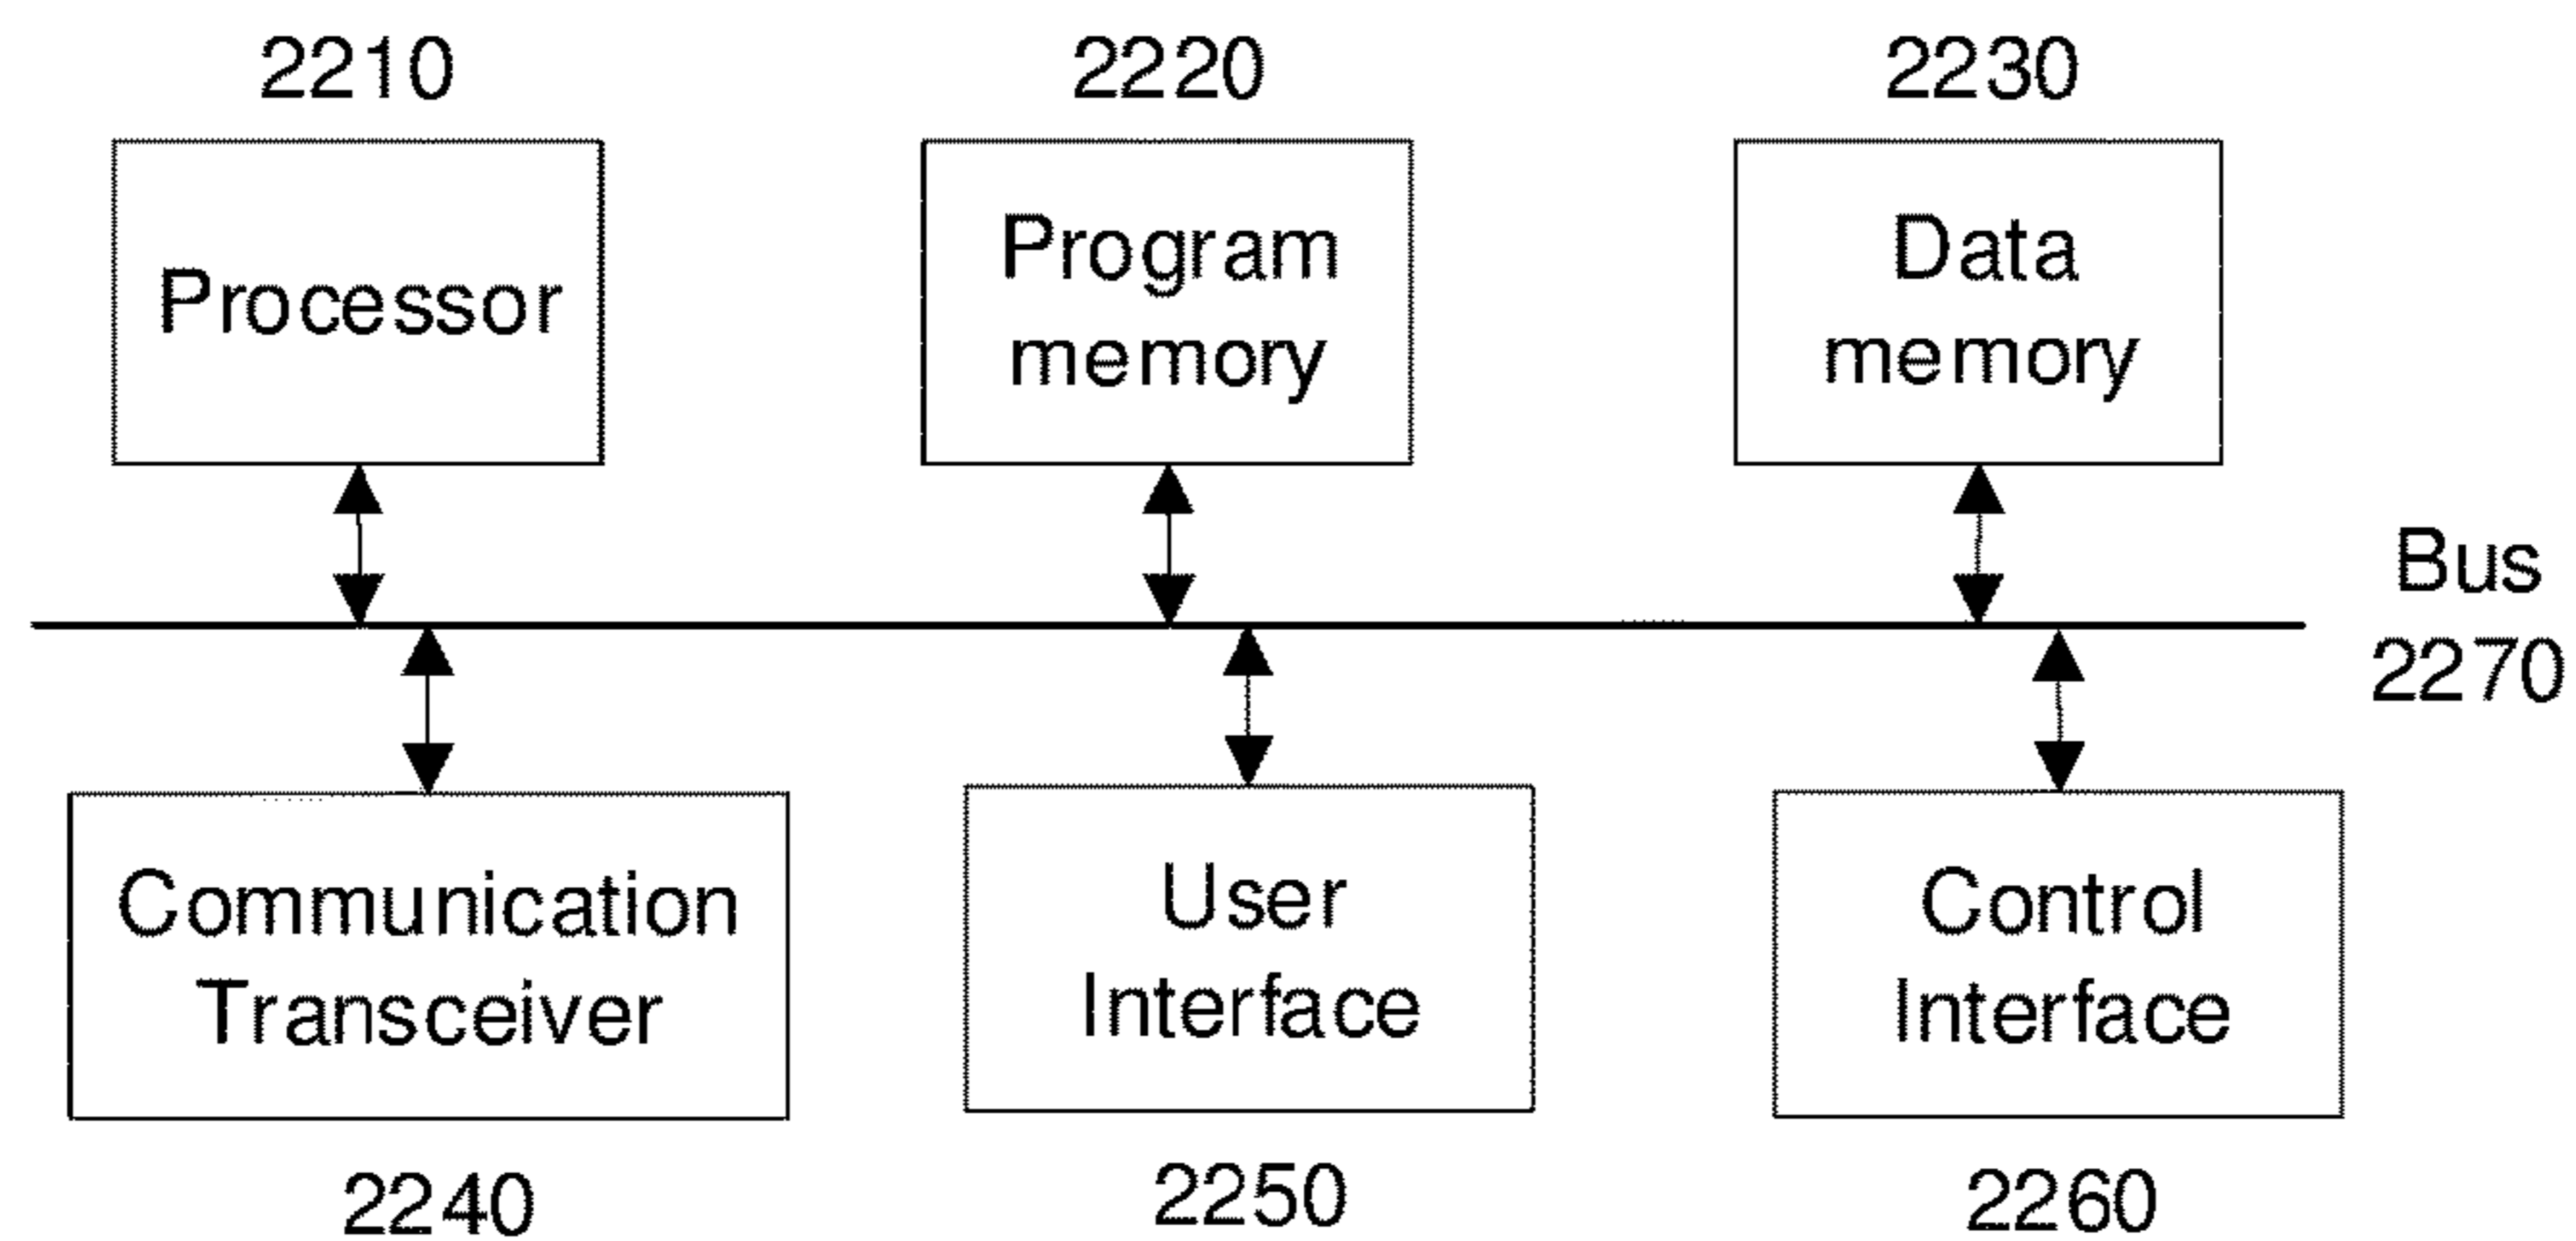 2210
2220
2230
Processor
Program
memory
Data
memory
Bus
2270
Communication
Transceiver
User
Interface
Control
Interface
2240
2250
2260